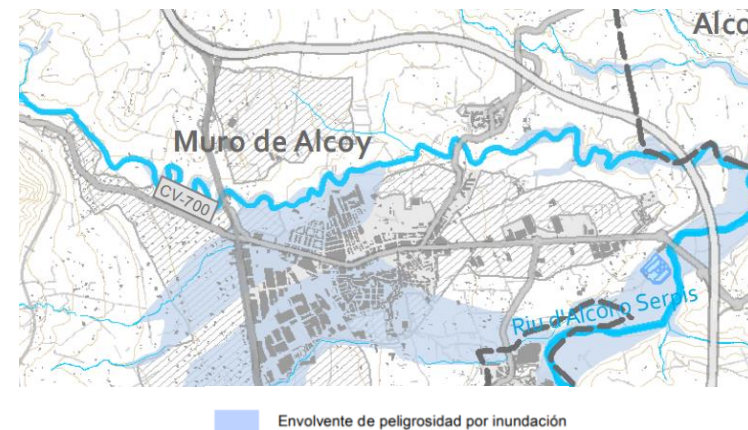 Alco
Muro de Alcoy
CV-700
Riu d'Alcoi o Serpis
Envolvente de peligrosidad por inundación